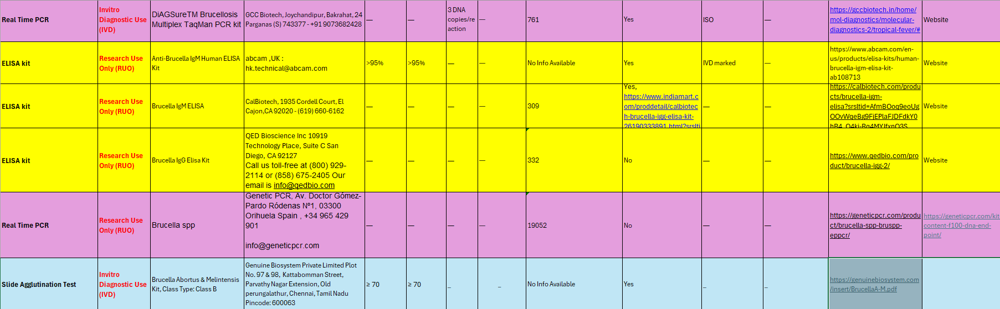 Real Time PCR
Invitro
Diagnostic Use
(IVD)
DiAGSureTM Brucellosis
Multiplex TaqMan PCR kit
GCC Biotech, Joychandipur, Bakrahat, 24
Parganas (S) 743377 - +91 9073682428
—
—
3 DNA
copies/re
action
—
761
Yes
ISO
—
https://gccbiotech.in/home/
mol-diagnostics/molecular-
diagnostics-2/tropical-fever/#
Website
ELISA kit
Research Use
Only (RUO)
Anti-Brucella IgM Human ELISA
Kit
abcam ,UK :
hk.technical@abcam.com
>95%
>95%
—
—
No Info Available
Yes
IVD marked
—
https://www.abcam.com/en-
us/products/elisa-kits/human-
brucella-igm-elisa-kit-
ab108713
Website
ELISA kit
Research Use
Only (RUO)
Brucella IgM ELISA
CalBiotech, 1935 Cordell Court, El
Cajon,CA 92020 - (619) 660-6162
—
—
—
—
309
Yes,
https://www.indiamart.c
om/proddetail/calbiotec
h-brucella-igg-elisa-kit-
26190333891.html?srslti
—
—
https://calbiotech.com/produ
cts/brucella-igm-
elisa?srsltid=AfmBOoq9eoUg
OOvWqeBg9FjEPlaFJDFdkY0
Website
ELISA kit
Research Use
Only (RUO)
Brucella IgG Elisa Kit
QED Bioscience Inc 10919
Technology Place, Suite C San
Diego, CA 92127
Call us toll-free at (800) 929-
2114 or (858) 675-2405 Our
email is info@qedbio.com
—
—
—
—
332
No
—
—
https://www.qedbio.com/pro
duct/brucella-igg-2/
Website
Real Time PCR
Research Use
Only (RUO)
Brucella spp
Genetic PCR, Av. Doctor Gómez-
Pardo Ródenas Nº1, 03300
Orihuela Spain , +34 965 429
901
info@geneticpcr.com
—
—
—
—
19052
No
—
—
https://geneticpcr.com/produ
ct/brucella-spp-bruspp-
eppcr/
https://geneticpcr.com/kit
content-f100-dna-end-
point/
Slide Agglutination Test
Invitro
Diagnostic Use
(IVD)
Brucella Abortus & Melintensis
Kit, Class Type: Class B
Genuine Biosystem Private Limited Plot
No. 97 & 98, Kattabomman Street,
Parvathy Nagar Extension, Old
perungalathur, Chennai, Tamil Nadu
Pincode: 600063
≥ 70
≥ 70
_
_
No Info Available
Yes
_
_
https://genuinebiosystem.com
/insert/BrucellaA-M.pdf